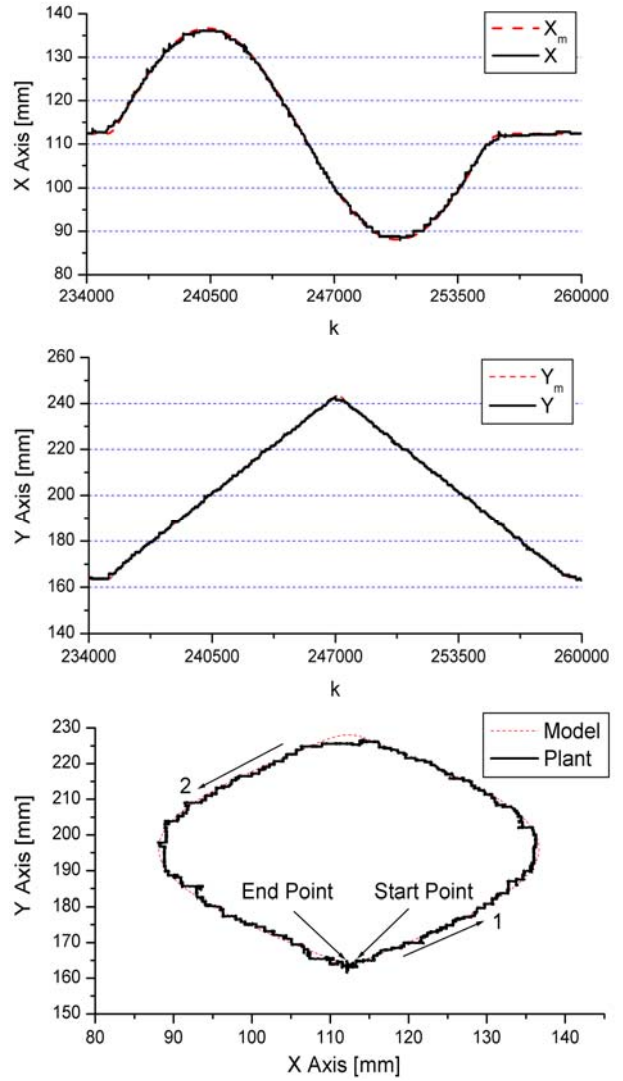 140
130
120
110
100
90
80
X Axis [mm]
Xm
X
234000 240500 247000 253500 260000
k
260
240
220
200
180
160
140
Y Axis [mm]
Ym
Y
234000 240500 247000 253500 260000
k
230
220
210
200
190
180
170
160
150
Y Axis [mm]
Model
Plant
2
End Point Start Point
1
80 90 100 110 120 130 140
X Axis [mm]